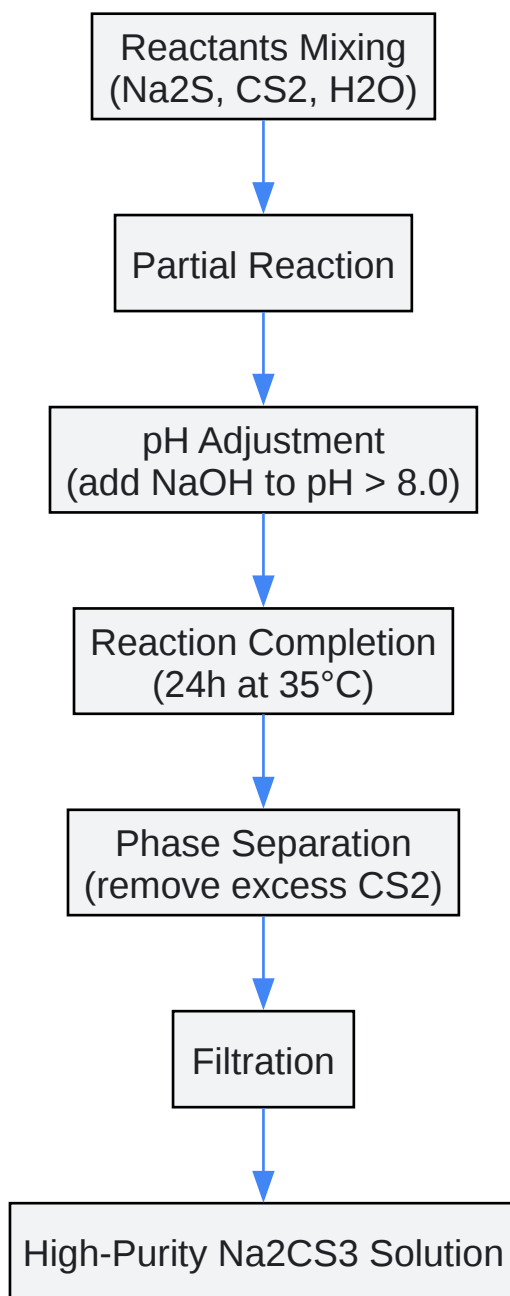 Reactants Mixing
(Na2S, CS2, H2O)
Partial Reaction
pH Adjustment
(add NaOH to pH > 8.0)
Reaction Completion
(24h at 35°C)
Phase Separation
(remove excess CS2)
Filtration
High-Purity Na2CS3 Solution